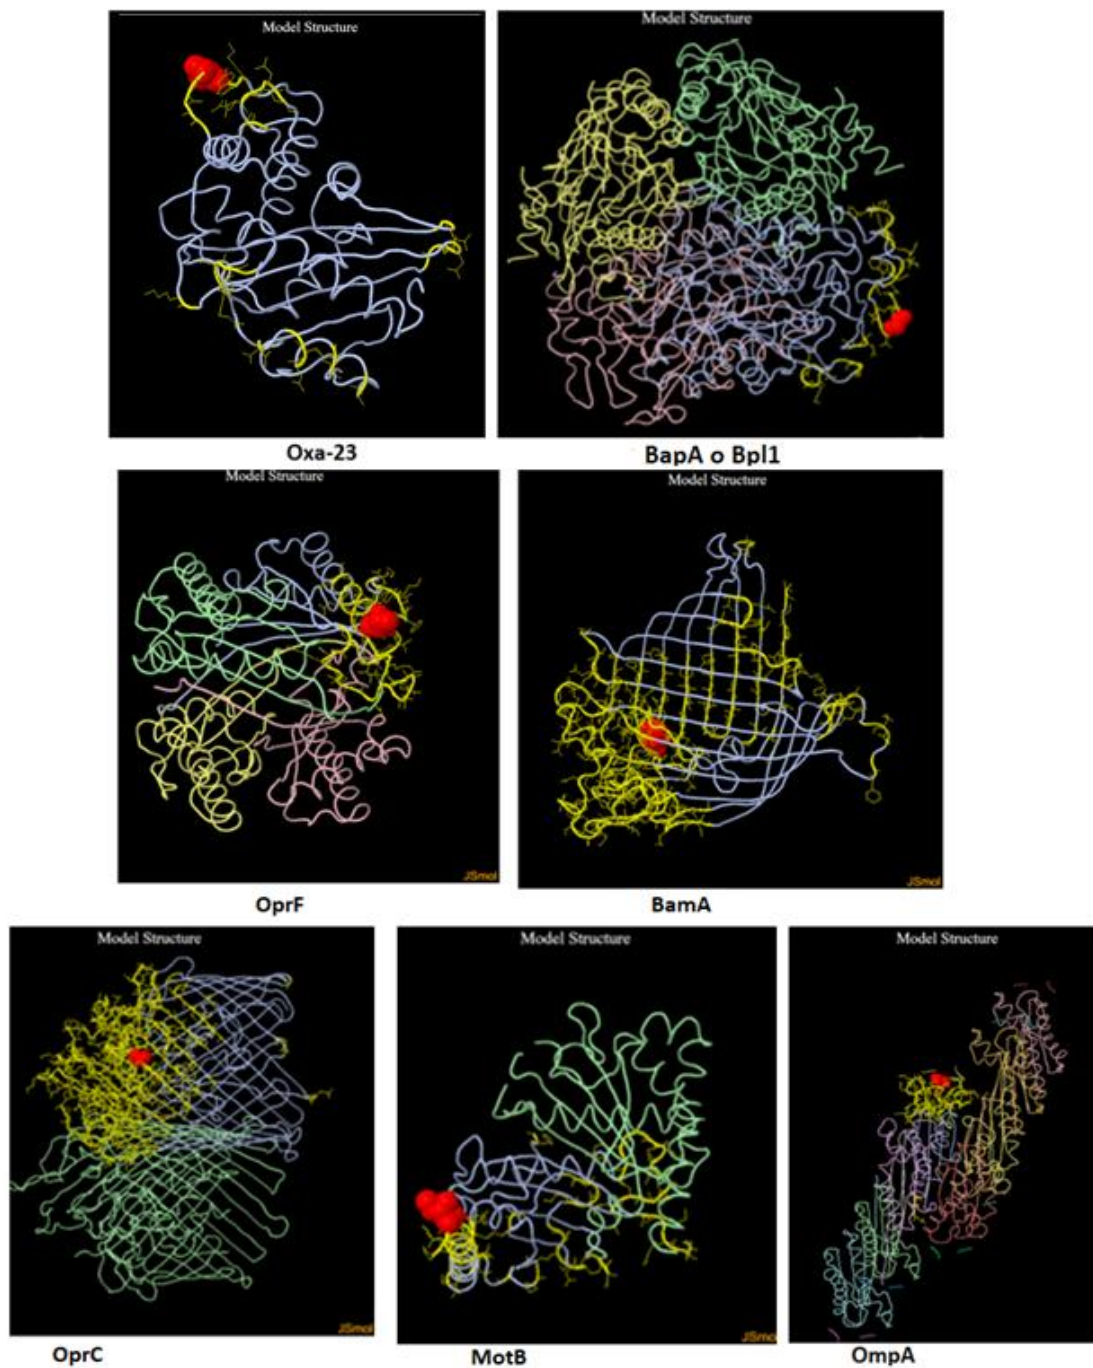 Model Structure
Model Structure
Oxa-23
BapA o Bpl1
Model Structure
Model Structure
JSmol
JSmol
OprF
BamA
Model Structure
Model Structure
Model Structure
JSmol
JSmol
OprC
MotB
OmpA